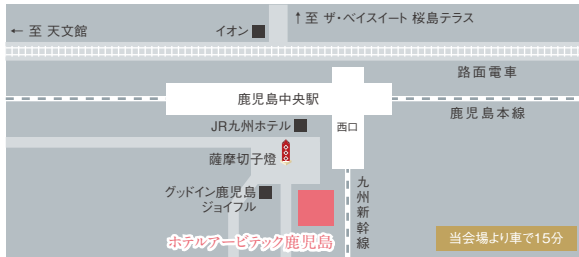 ↑至 ザ・ベイスイート 桜島テラス
← 至 天文館
イオン
路面電車
鹿児島中央駅
鹿児島本線
JR九州ホテル
西口
薩摩切子燈
グッドイン鹿児島
ジョイフル
九州新幹線
ホテルアービテック鹿児島
当会場より車で15分